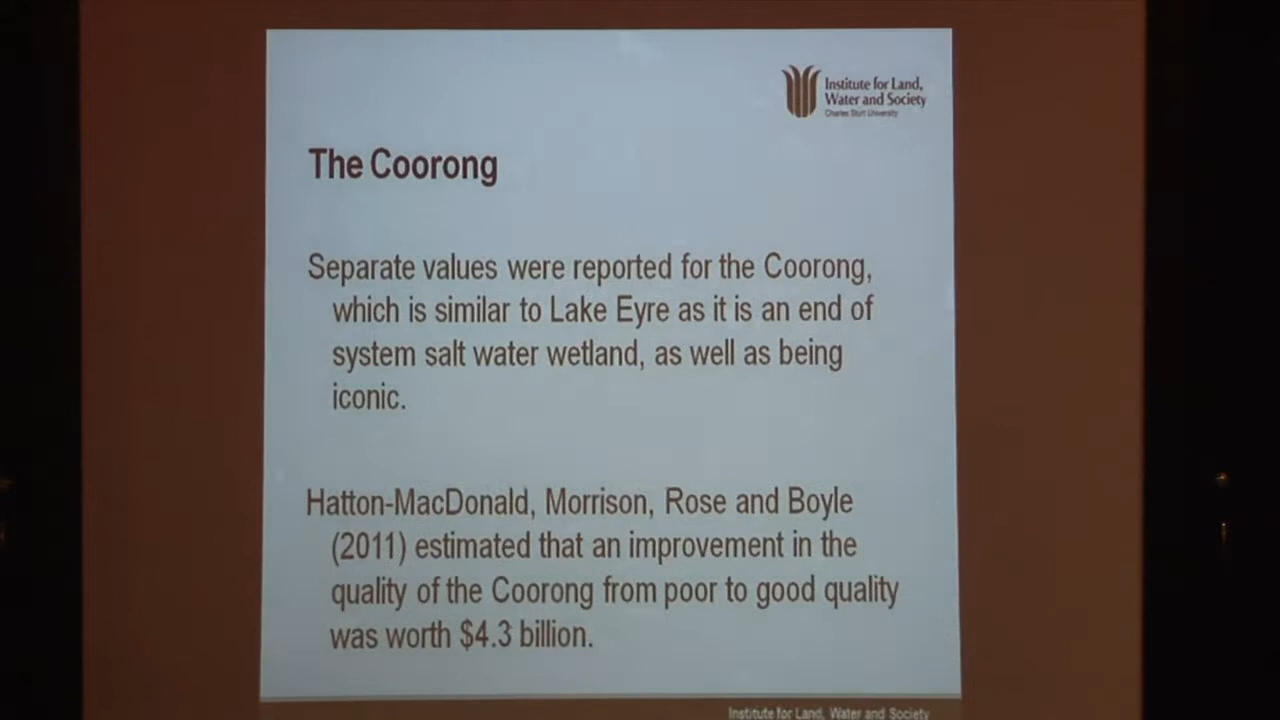 Institute for Land,
Water and Society
Charles Sturt University
The Coorong
Separate values were reported for the Coorong,
which is similar to Lake Eyre as it is an end of
system salt water wetland, as well as being
iconic.
Hatton-MacDonald, Morrison, Rose and Boyle
(2011) estimated that an improvement in the
quality of the Coorong from poor to good quality
was worth $4.3 billion.
Institute for Land, Water and Society